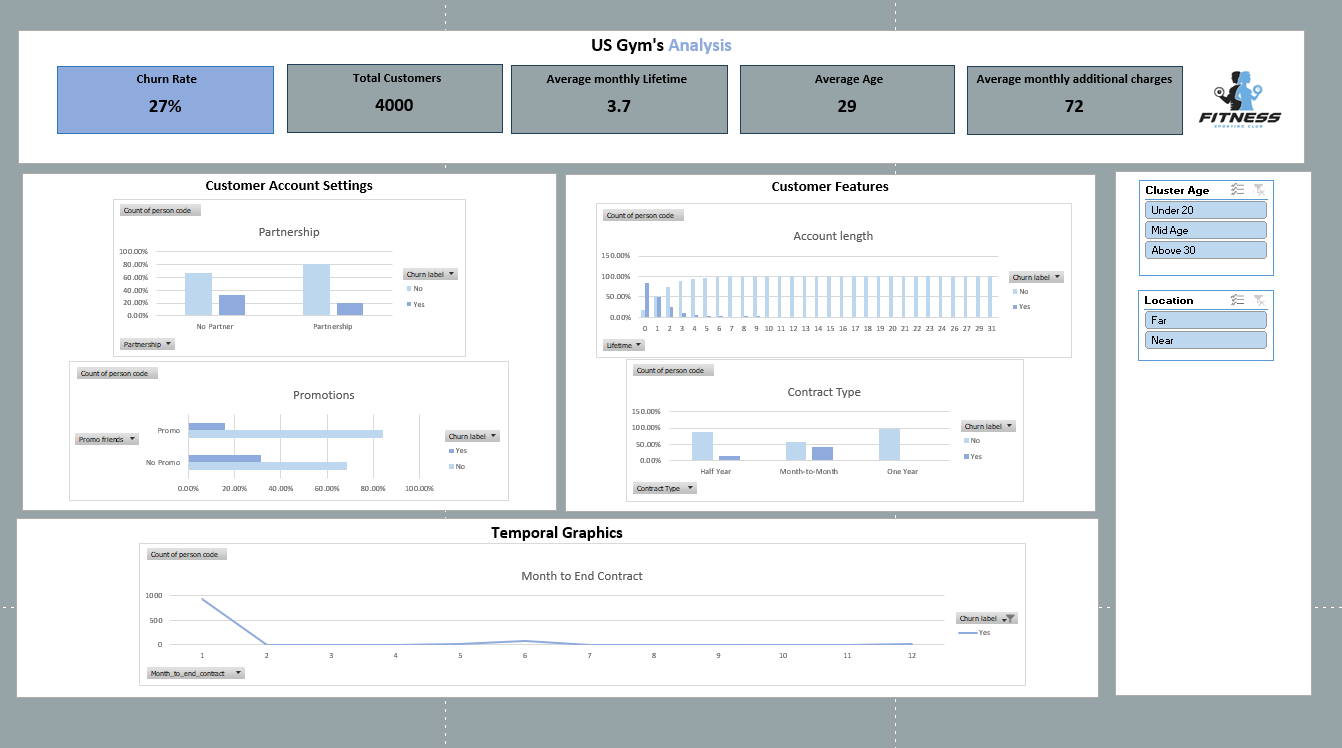 US Gym's Analysis
Churn Rate
27%
Total Customers
4000
Average monthly Lifetime
3.7
Average Age
29
Average monthly additional charges
72
FITNESS
SPORTING CLUB
Customer Account Settings
Count of person code
Partnership
100.00%
80.00%
60.00%
40.00%
20.00%
0.00%
No Partner Partnership
Churn label
No
Yes
Partnership
Count of person code
Promotions
Promo friends
Promo
No Promo
0.00% 20.00% 40.00% 60.00% 80.00% 100.00%
Churn label
Yes
No
Customer Features
Count of person code
Account length
150.00%
100.00%
50.00%
0.00%
0 1 2 3 4 5 6 7 8 9 10 11 12 13 14 15 16 17 18 19 20 21 22 23 24 26 27 29 31
Churn label
No
Yes
Lifetime
Count of person code
Contract Type
150.00%
100.00%
50.00%
0.00%
Half Year Month-to-Month One Year
Churn label
No
Yes
Contract Type
Cluster Age
Under 20
Mid Age
Above 30
Location
Far
Near
Temporal Graphics
Count of person code
Month to End Contract
1000
500
0
1 2 3 4 5 6 7 8 9 10 11 12
Churn label
Yes
Month_to_end_contract